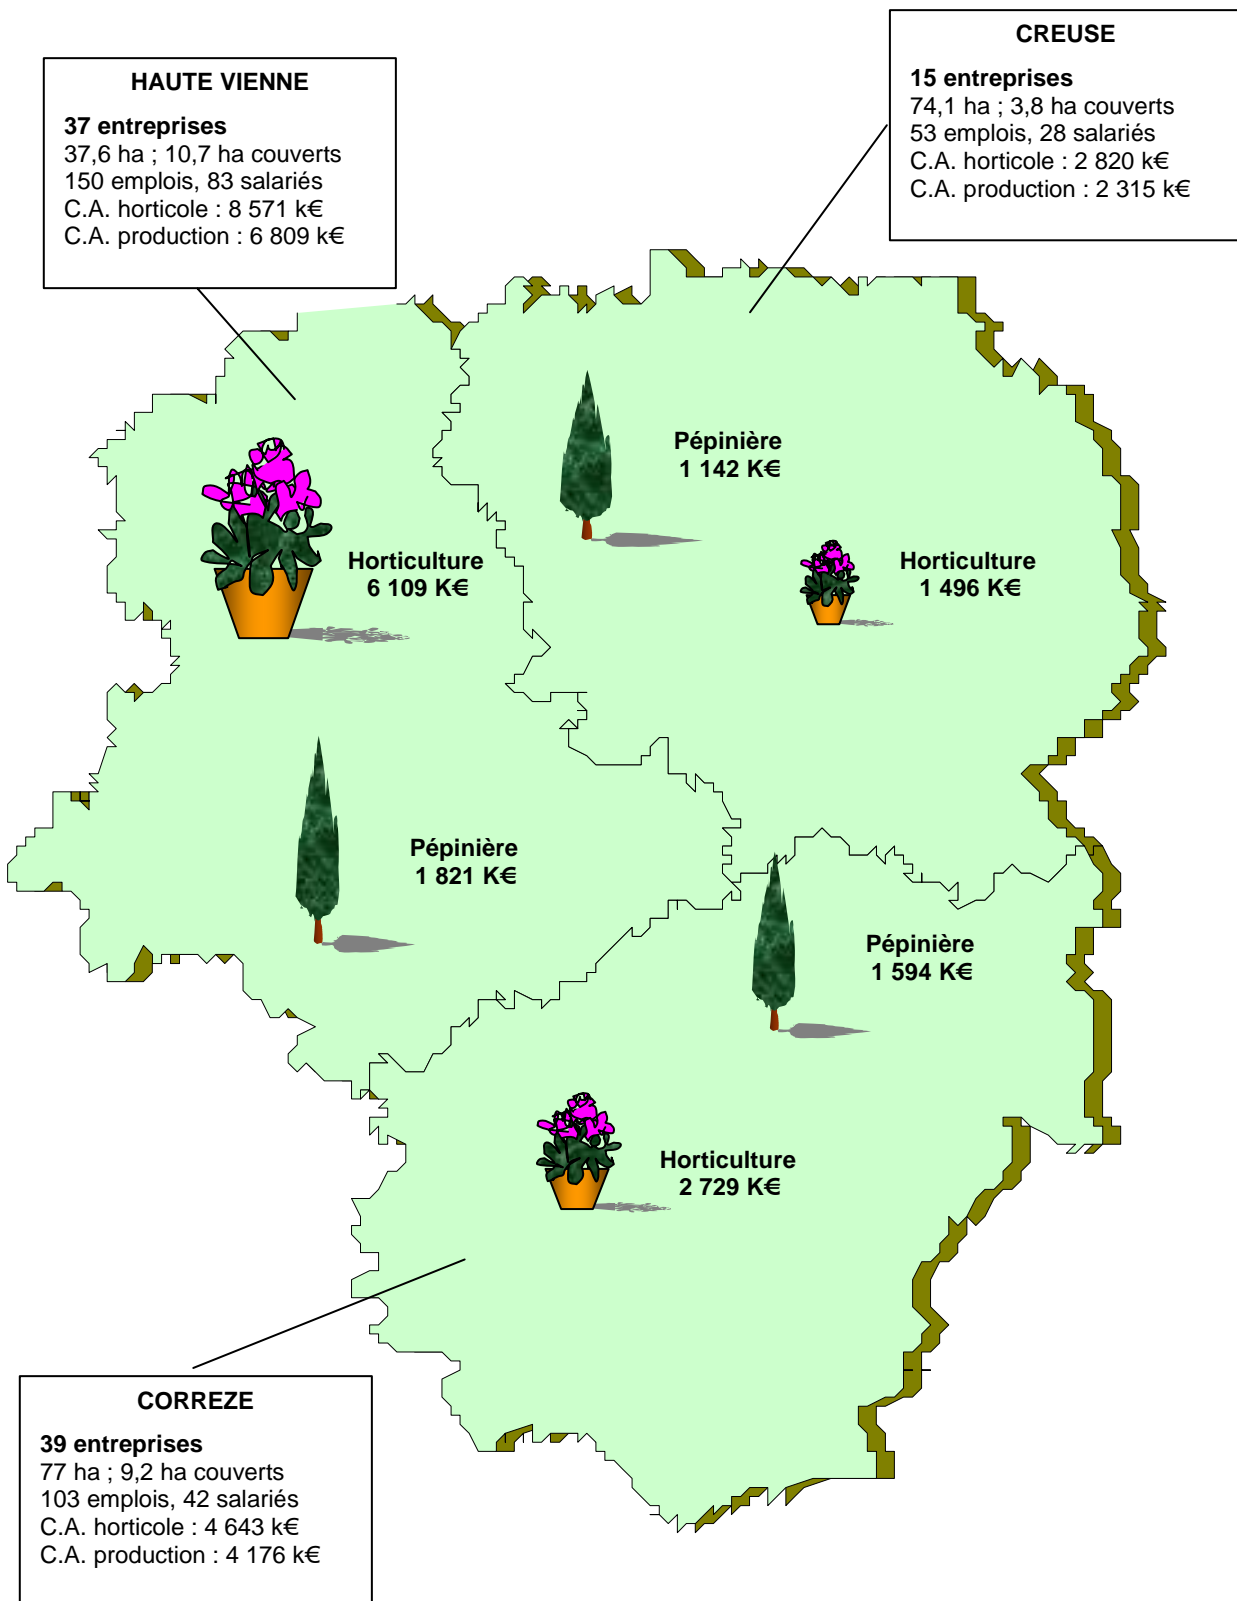 CREUSE
15 entreprises
74,1 ha ; 3,8 ha couverts
53 emplois, 28 salariés
C.A. horticole : 2 820 k€
C.A. production : 2 315 k€
HAUTE VIENNE
37 entreprises
37,6 ha ; 10,7 ha couverts
150 emplois, 83 salariés
C.A. horticole : 8 571 k€
C.A. production : 6 809 k€
Pépinière
1 142 K€
Horticulture
6 109 K€
Horticulture
1 496 K€
Pépinière
1 821 K€
Pépinière
1 594 K€
Horticulture
2 729 K€
CORREZE
39 entreprises
77 ha ; 9,2 ha couverts
103 emplois, 42 salariés
C.A. horticole : 4 643 k€
C.A. production : 4 176 k€